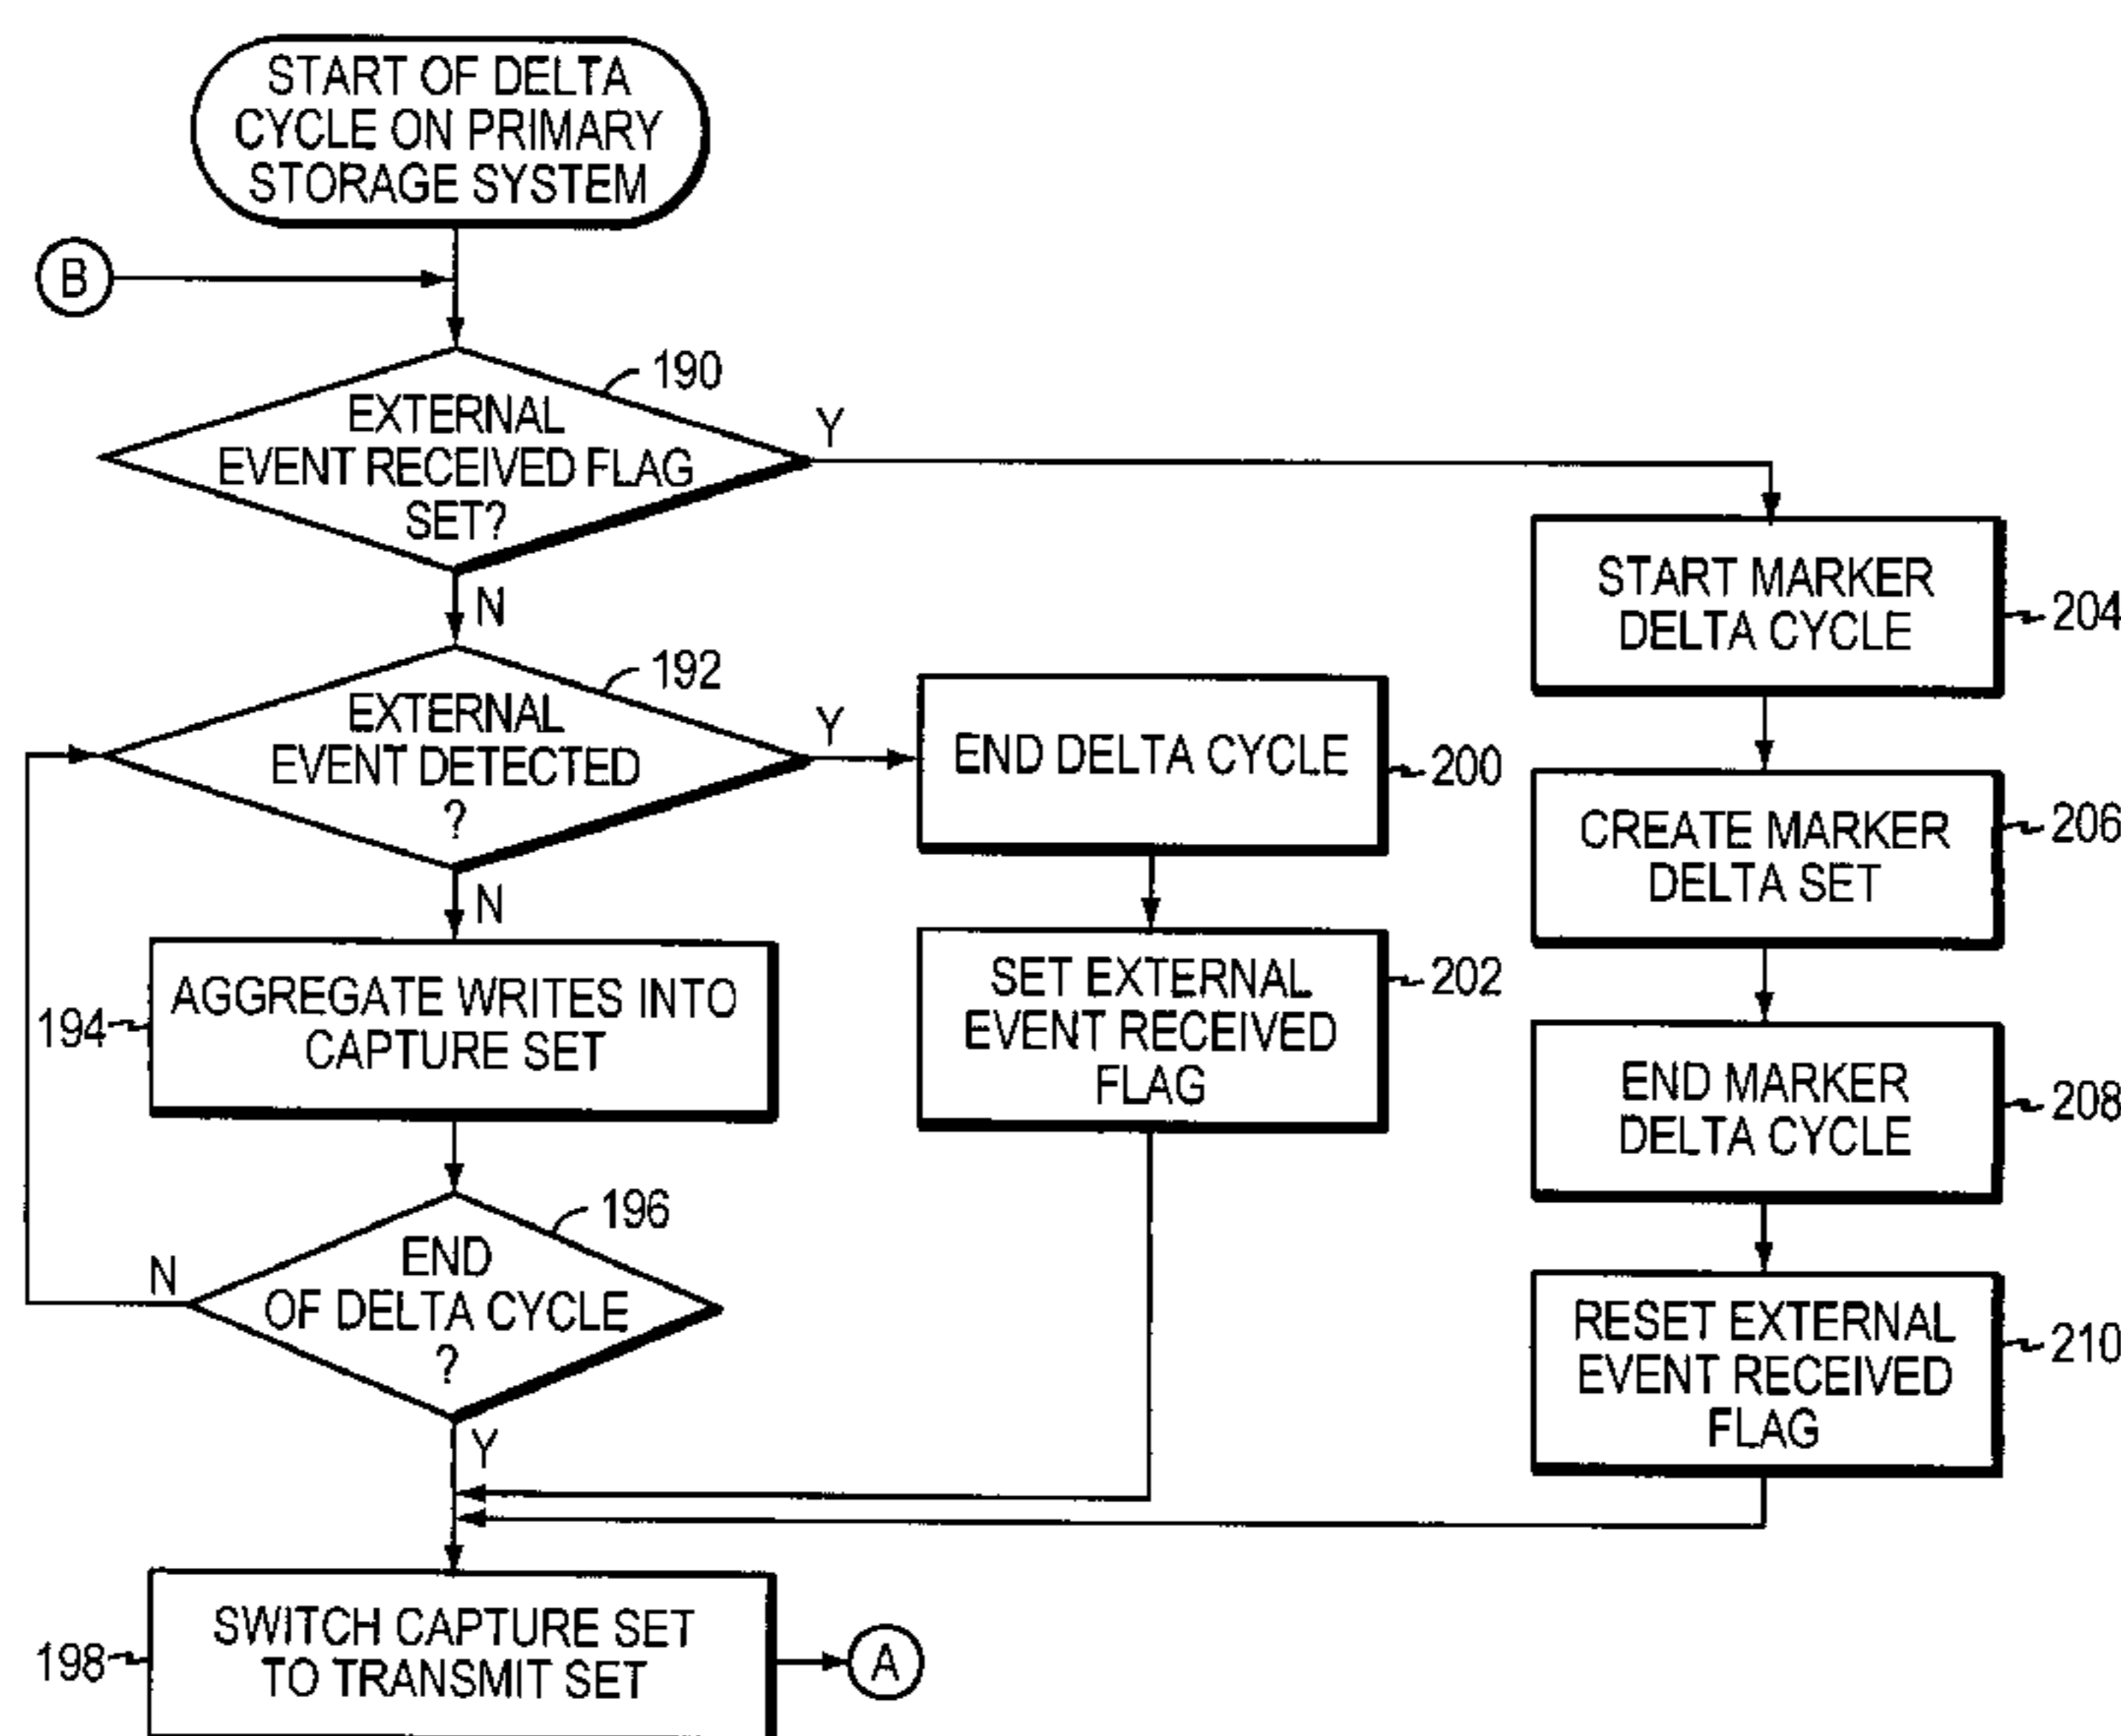 START OF DELTA
CYCLE ON PRIMARY
STORAGE SYSTEM
B
190
EXTERNAL
EVENT RECEIVED FLAG
SET?
Y
N
START MARKER
DELTA CYCLE
204
192
EXTERNAL
EVENT DETECTED
?
Y
N
END DELTA CYCLE
200
CREATE MARKER
DELTA SET
206
194
AGGREGATE WRITES INTO
CAPTURE SET
SET EXTERNAL
EVENT RECEIVED
FLAG
202
END MARKER
DELTA CYCLE
208
196
END
OF DELTA CYCLE
?
N
Y
RESET EXTERNAL
EVENT RECEIVED
FLAG
210
198
SWITCH CAPTURE SET
TO TRANSMIT SET
A